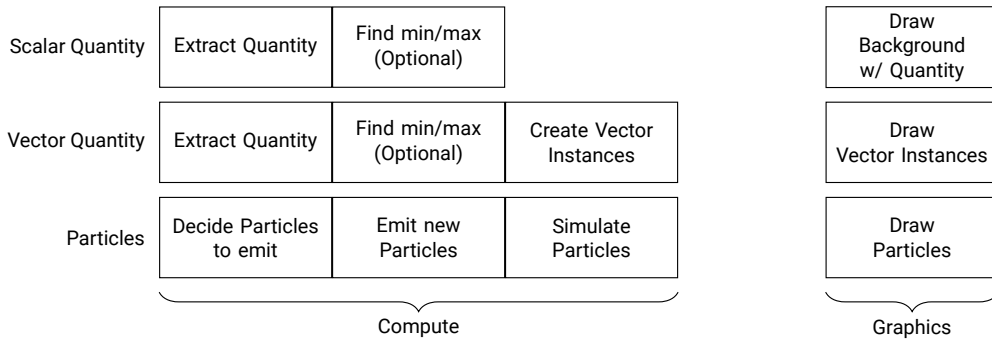 Scalar Quantity
Extract Quantity
Find min/max
(Optional)
Draw
Background
w/ Quantity
Vector Quantity
Extract Quantity
Find min/max
(Optional)
Create Vector
Instances
Draw
Vector Instances
Particles
Decide Particles
to emit
Emit new
Particles
Simulate
Particles
Draw
Particles
Compute
Graphics